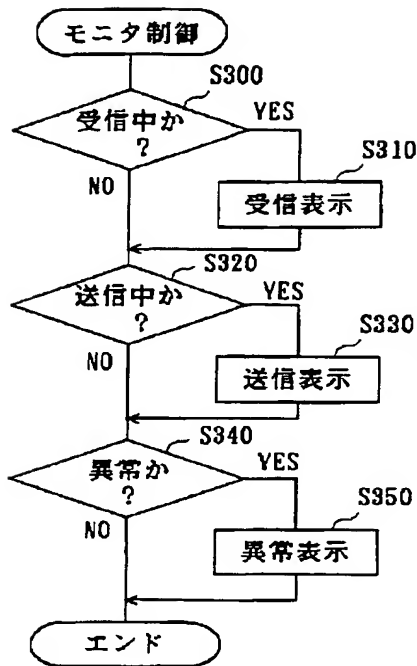 モニタ制御
S300
受信中か
?
YES
NO
S310
受信表示
S320
送信中か
?
YES
NO
S330
送信表示
S340
異常か
?
YES
NO
S350
異常表示
エンド